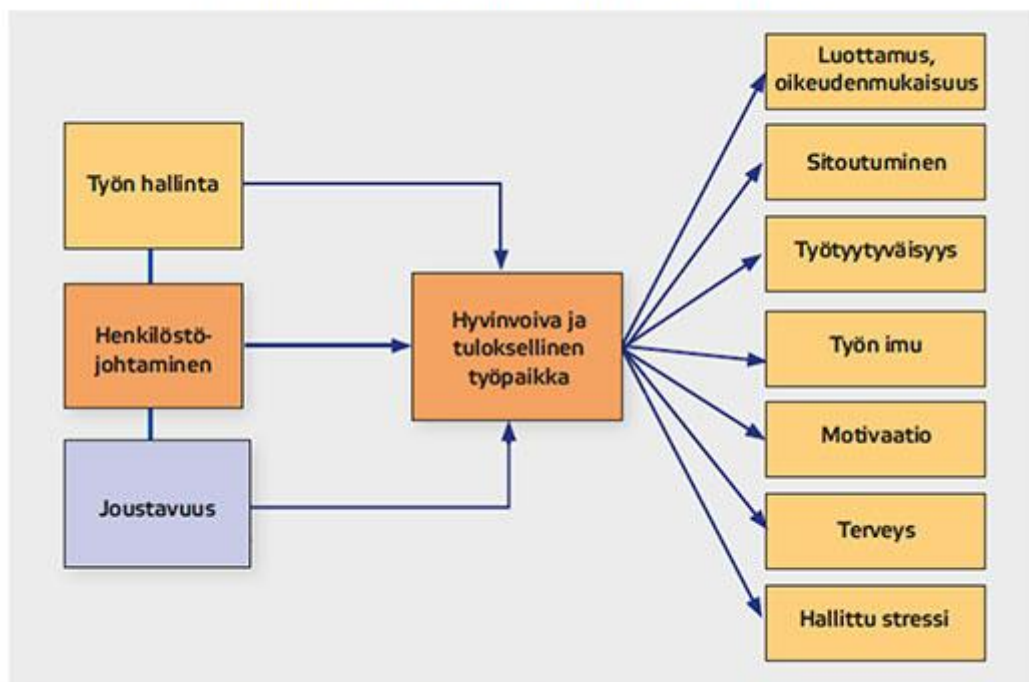 Työn hallinta
Henkilöstö-
johtaminen
Joustavuus
Hyvinvoiva ja
tuloksellinen
työpaikka
Luottamus,
oikeudenmukaisuus
Sitoutuminen
Työtyytyväisyys
Työn imu
Motivaatio
Terveys
Hallittu stressi